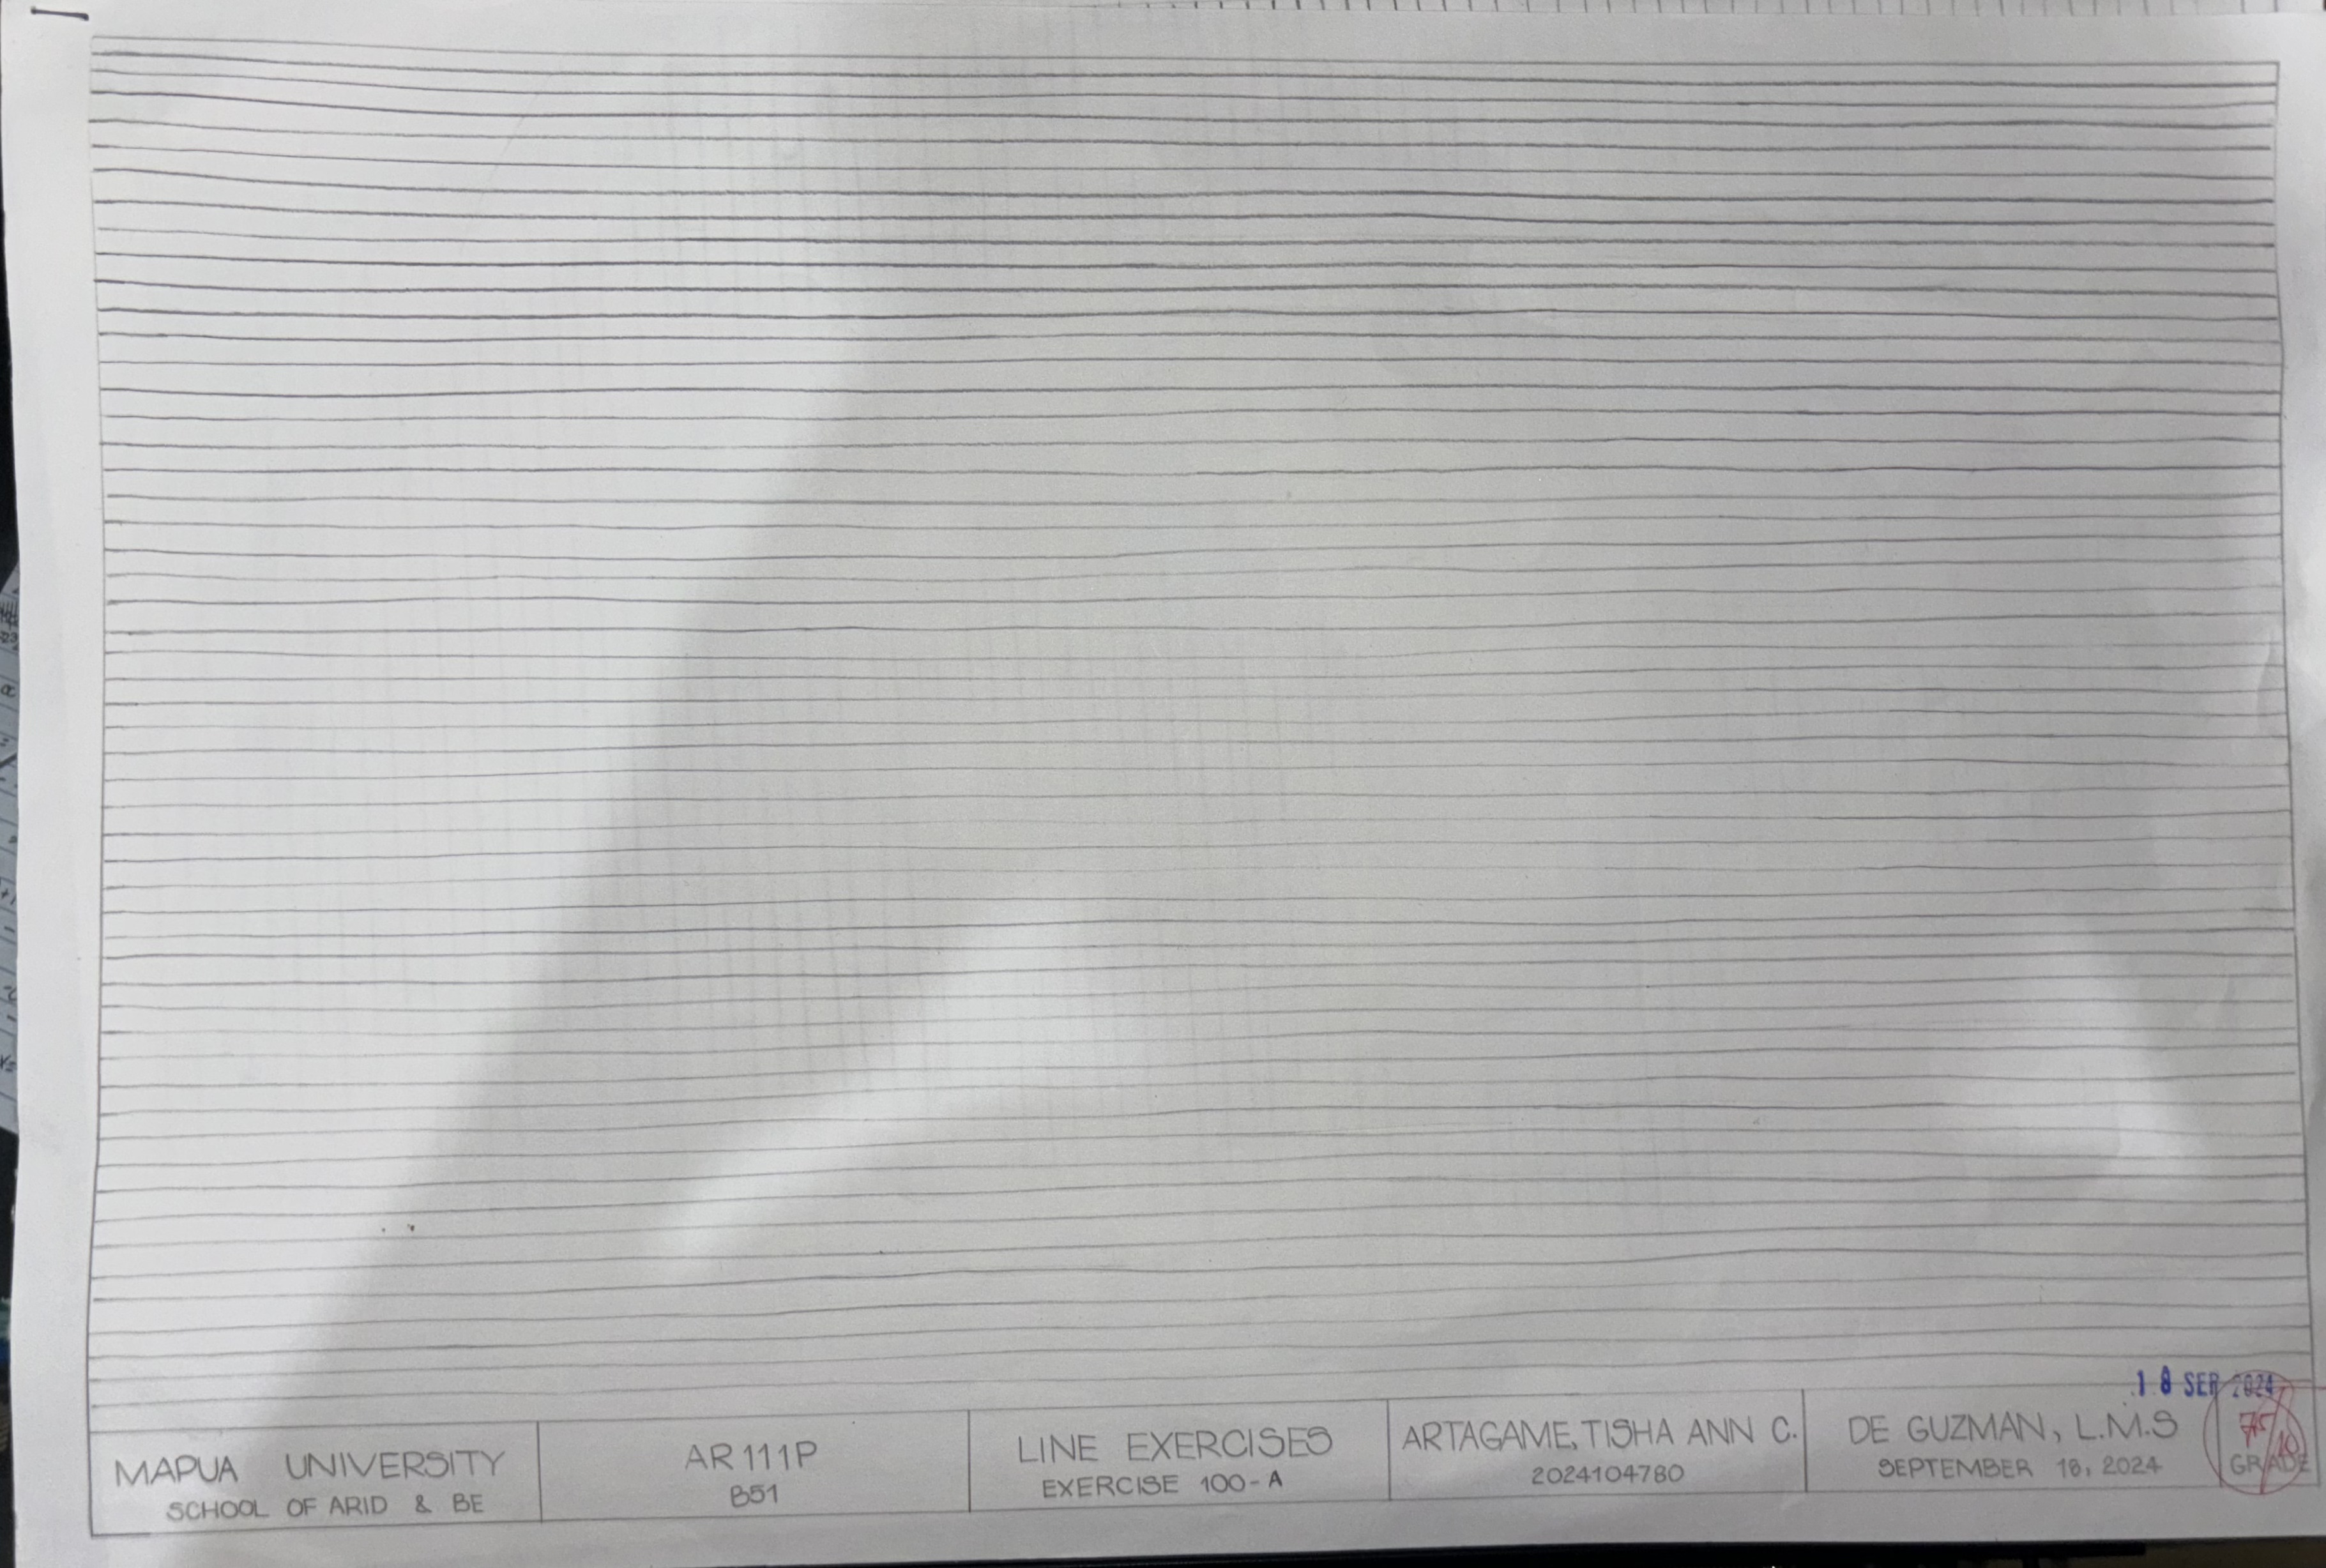 MAPUA UNIVERSITY
SCHOOL OF ARID & BE
AR111P
B51
LINE EXERCISES
EXERCISE 100-A
ARTAGAME, TISHA ANN C.
2024104780
DE GUZMAN, L.M.S
SEPTEMBER 18, 2024
18 SEP 2024
GRADE